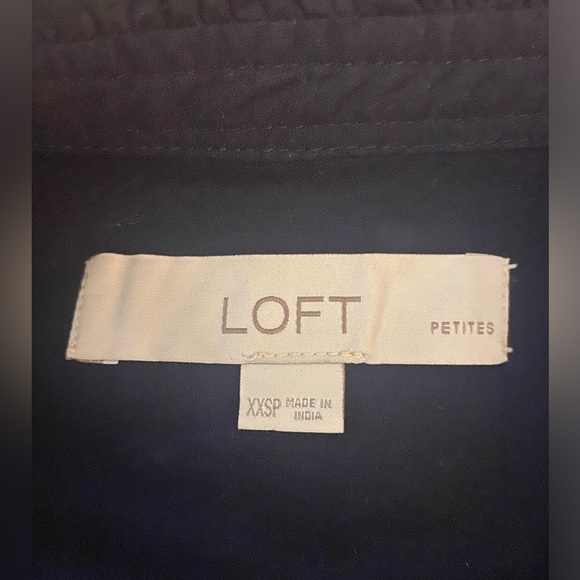 LOFT
PETITES
XXSP MADE IN
INDIA